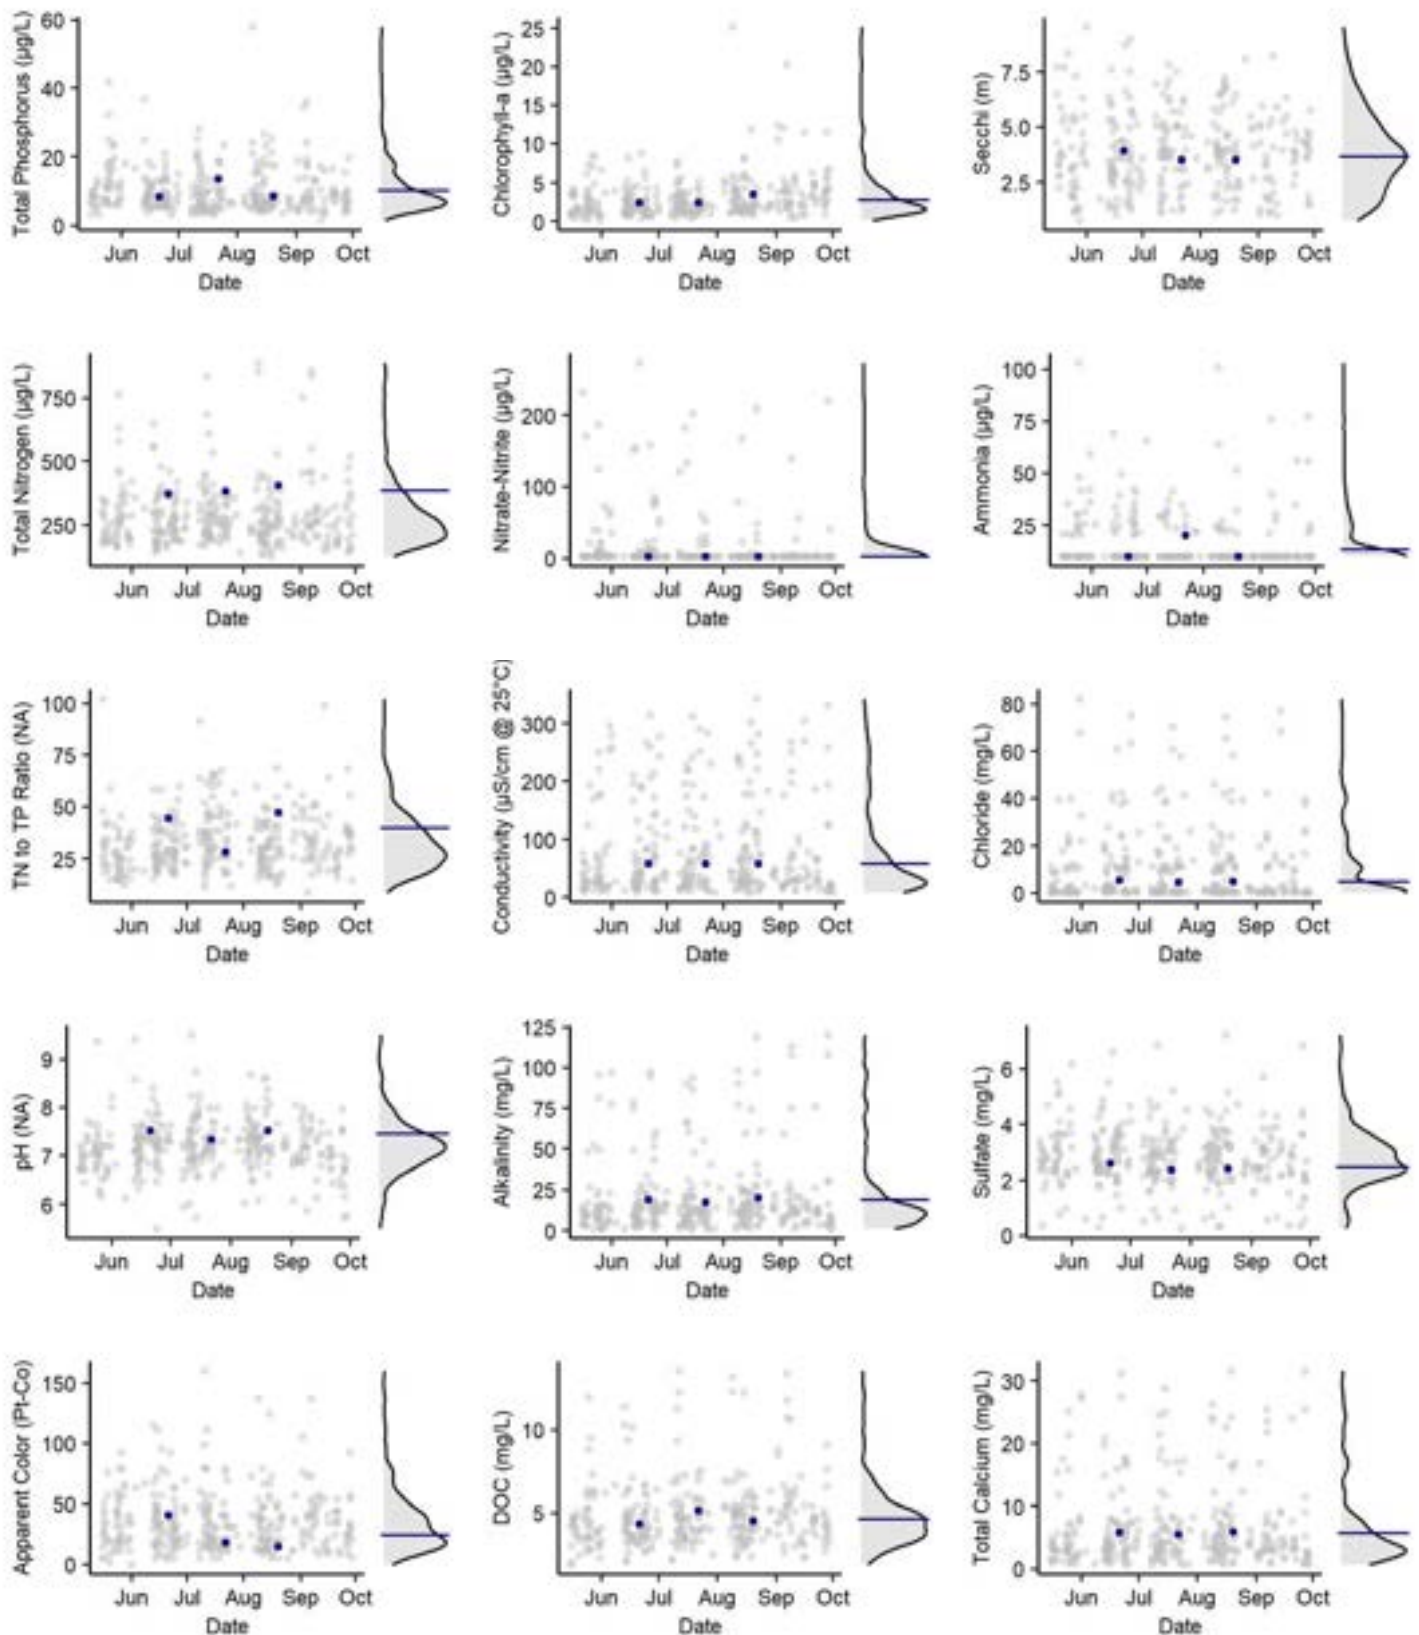 Total Phosphorus (µg/L)
60
40
20
0
Jun Jul Aug Sep Oct
Date
Chlorophyll-a (µg/L)
25
20
15
10
5
0
Jun Jul Aug Sep Oct
Date
Secchi (m)
7.5
5.0
2.5
Jun Jul Aug Sep Oct
Date
Total Nitrogen (µg/L)
750
500
250
Jun Jul Aug Sep Oct
Date
Nitrate-Nitrite (µg/L)
200
100
0
Jun Jul Aug Sep Oct
Date
Ammonia (µg/L)
100
75
50
25
Jun Jul Aug Sep Oct
Date
TN to TP Ratio (NA)
100
75
50
25
Jun Jul Aug Sep Oct
Date
Conductivity (µS/cm @ 25°C)
300
200
100
0
Jun Jul Aug Sep Oct
Date
Chloride (mg/L)
80
60
40
20
0
Jun Jul Aug Sep Oct
Date
pH (NA)
9
8
7
6
Jun Jul Aug Sep Oct
Date
Alkalinity (mg/L)
125
100
75
50
25
0
Jun Jul Aug Sep Oct
Date
Sulfate (mg/L)
6
4
2
0
Jun Jul Aug Sep Oct
Date
Apparent Color (Pt-Co)
150
100
50
0
Jun Jul Aug Sep Oct
Date
DOC (mg/L)
10
5
Jun Jul Aug Sep Oct
Date
Total Calcium (mg/L)
30
20
10
0
Jun Jul Aug Sep Oct
Date